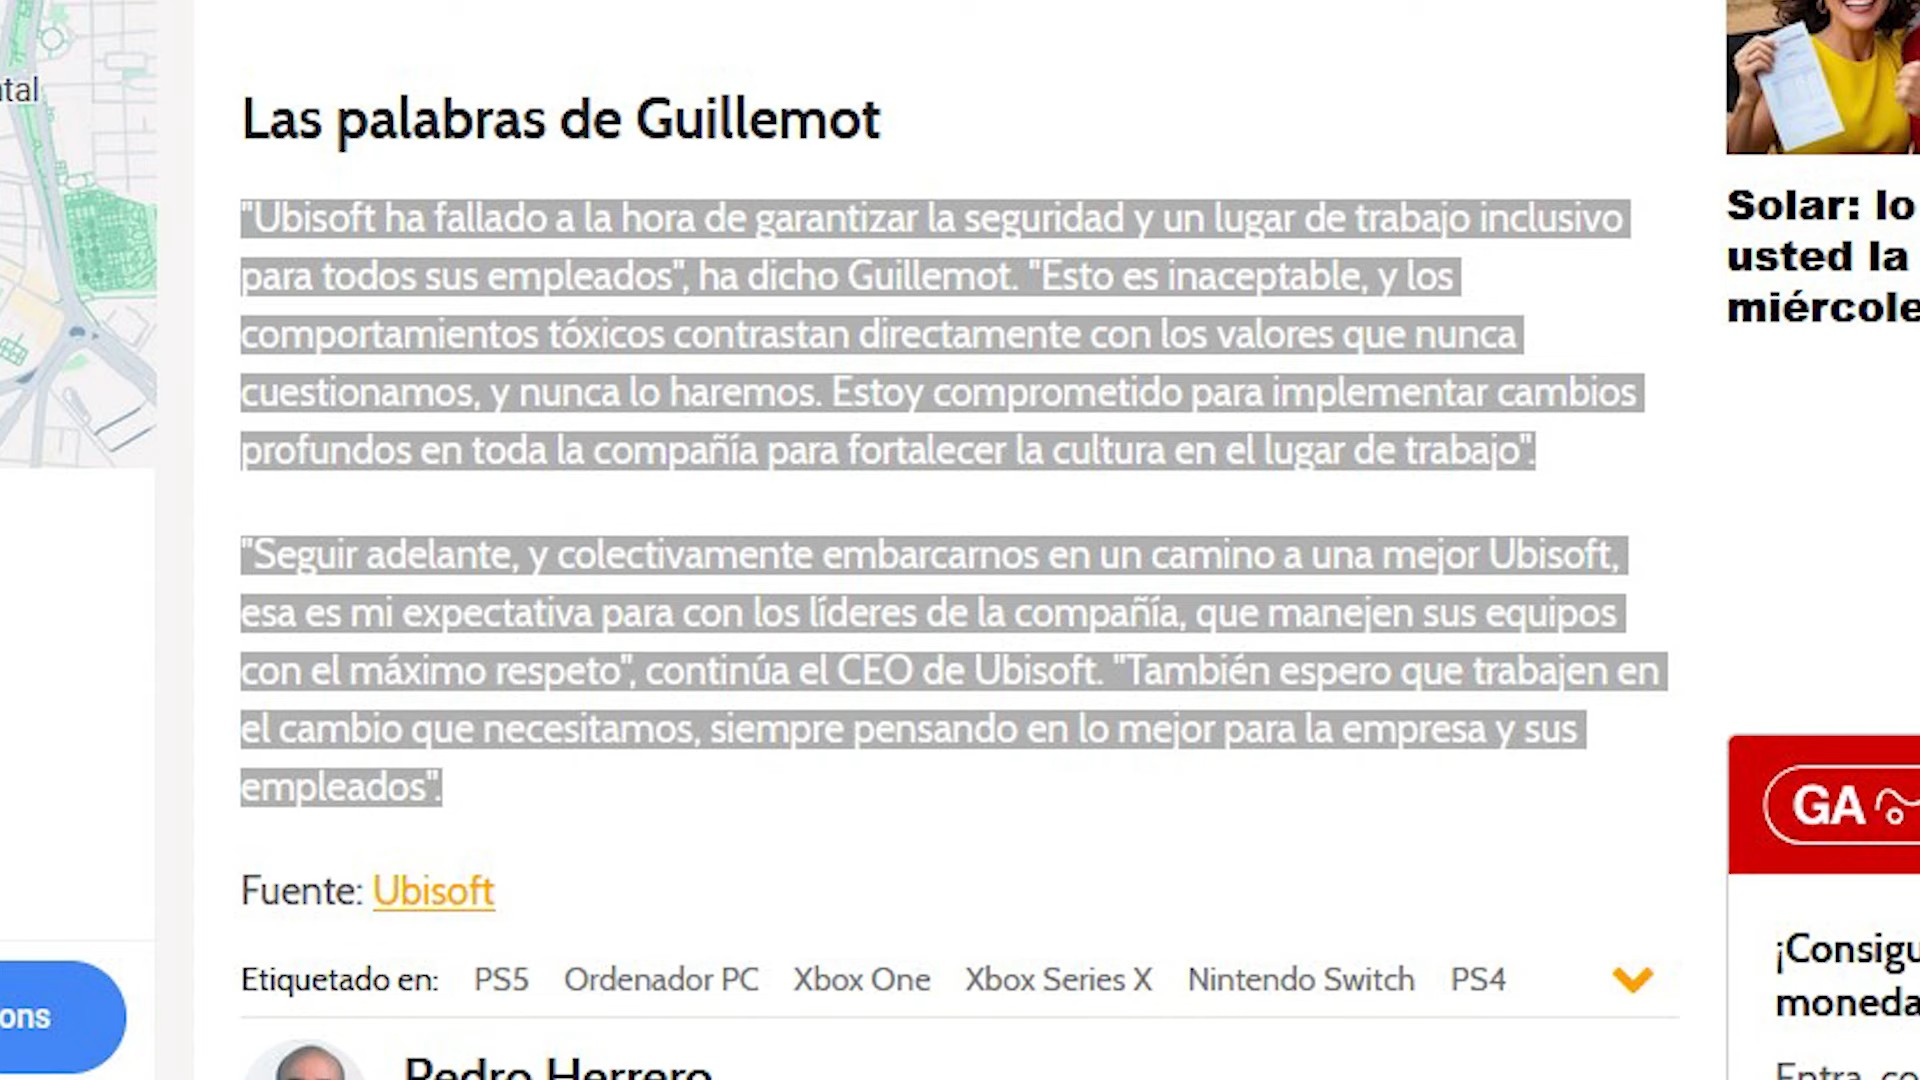 Las palabras de Guillemot
"Ubisoft ha fallado a la hora de garantizar la seguridad y un lugar de trabajo inclusivo
para todos sus empleados", ha dicho Guillemot. "Esto es inaceptable, y los
comportamientos tóxicos contrastan directamente con los valores que nunca
cuestionamos, y nunca lo haremos. Estoy comprometido para implementar cambios
profundos en toda la compañía para fortalecer la cultura en el lugar de trabajo".
"Seguir adelante, y colectivamente embarcarnos en un camino a una mejor Ubisoft,
esa es mi expectativa para con los líderes de la compañía, que manejen sus equipos
con el máximo respeto", continúa el CEO de Ubisoft. "También espero que trabajen en
el cambio que necesitamos, siempre pensando en lo mejor para la empresa y sus
empleados".
Fuente: Ubisoft
Etiquetado en: PS5 Ordenador PC Xbox One Xbox Series X Nintendo Switch PS4
Pedro Herrero
Solar: lo
usted la
miércole
GA
¡Consigu
moneda
Entra, co
ntal
ons